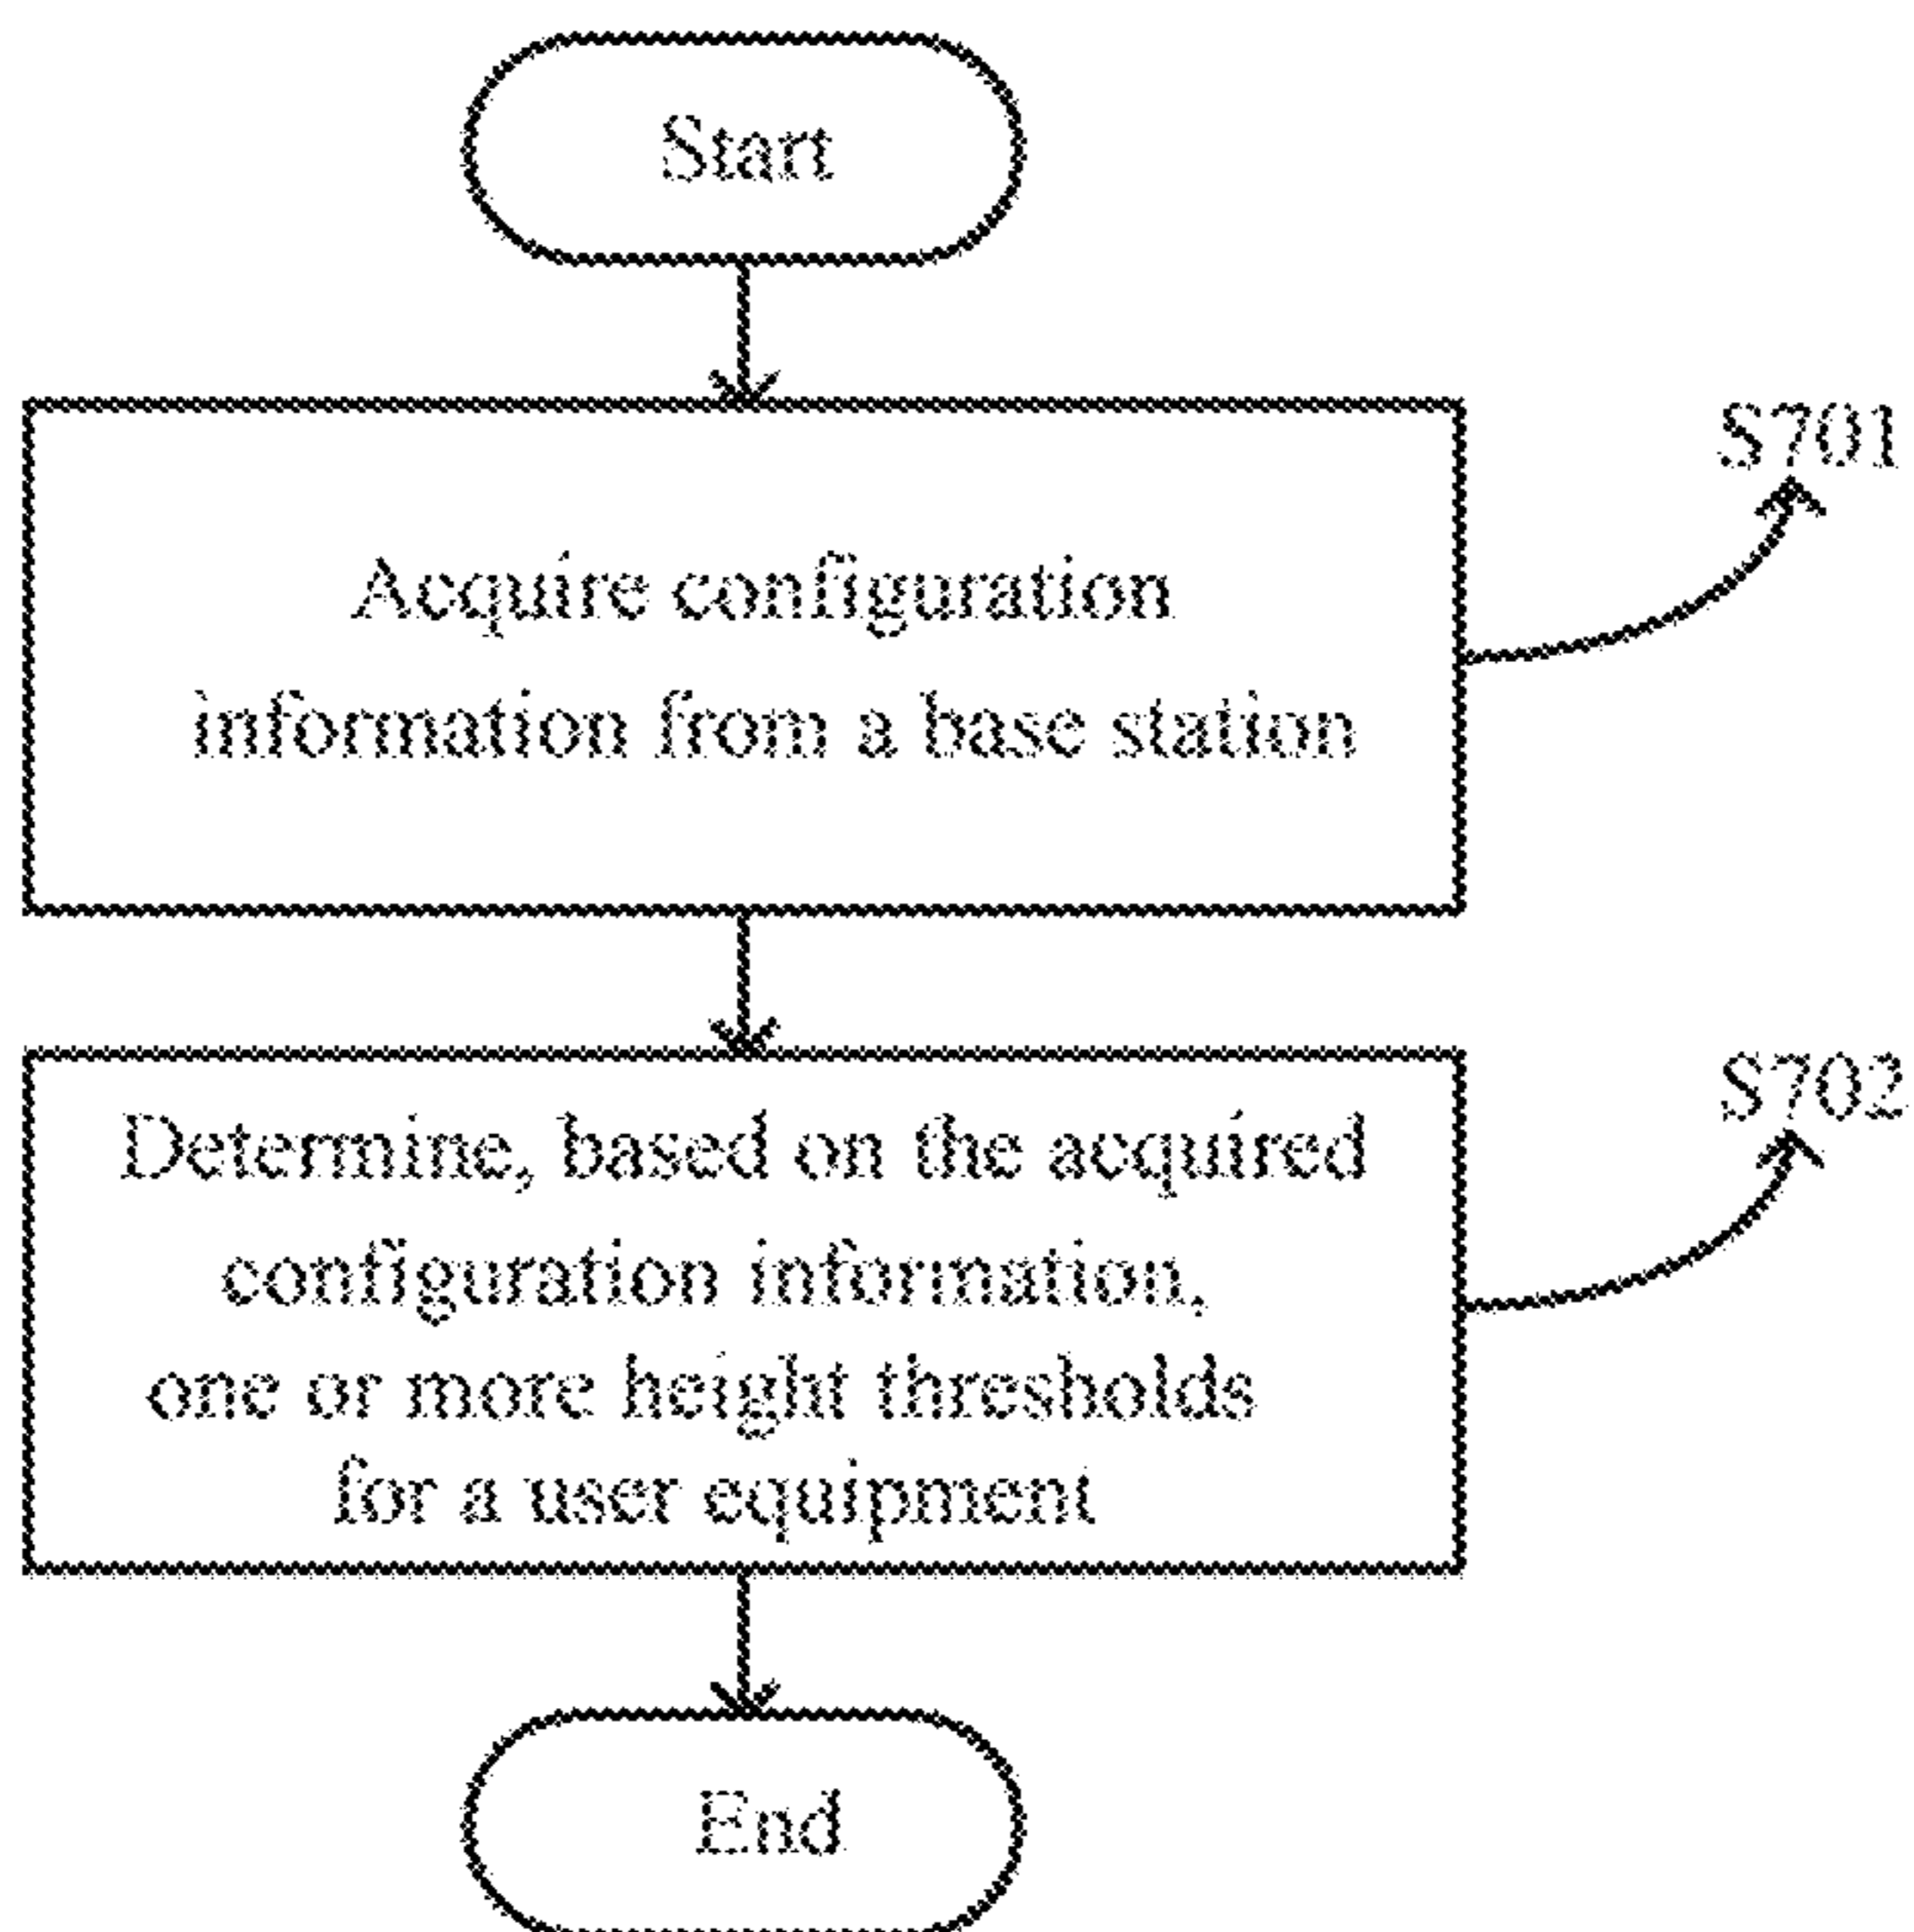 Start
S701
Acquire configuration
information from a base station
S702
Determine, based on the acquired
configuration information,
one or more height thresholds
for a user equipment
End